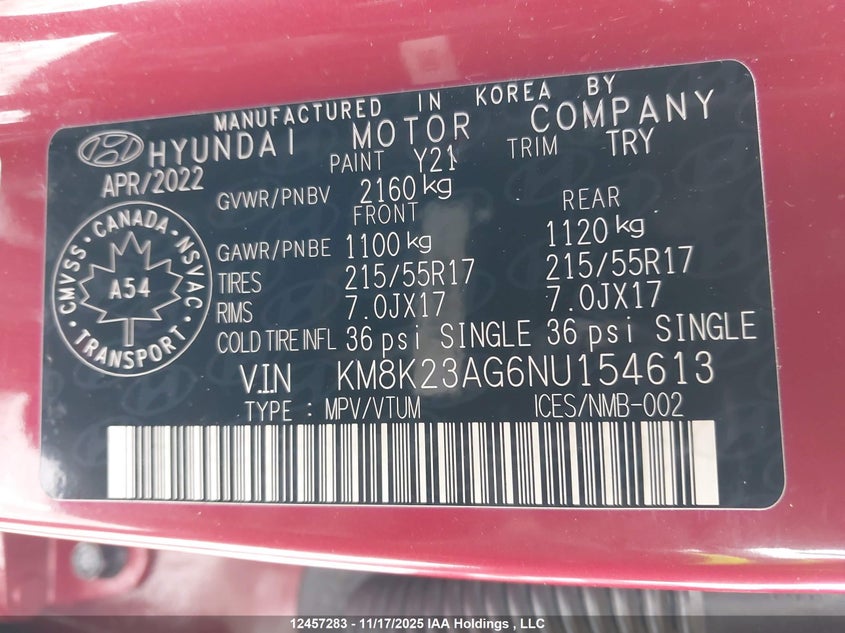 MANUFACTURED IN KOREA BY
HYUNDAI MOTOR COMPANY
APR/2022 PAINT Y21 TRIM TRY
GVWR/PNBV 2160 kg
FRONT REAR
GAWR/PNBE 1100 kg 1120 kg
TIRES 215/55R17 215/55R17
RIMS 7.0JX17 7.0JX17
COLD TIRE INFL 36 psi SINGLE 36 psi SINGLE
CMVSS · CANADA · NSVAC · TRANSPORT ·
A54
V.I.N KM8K23AG6NU154613
TYPE : MPV/VTUM ICES/NMB-002
12457283 - 11/17/2025 IAA Holdings , LLC